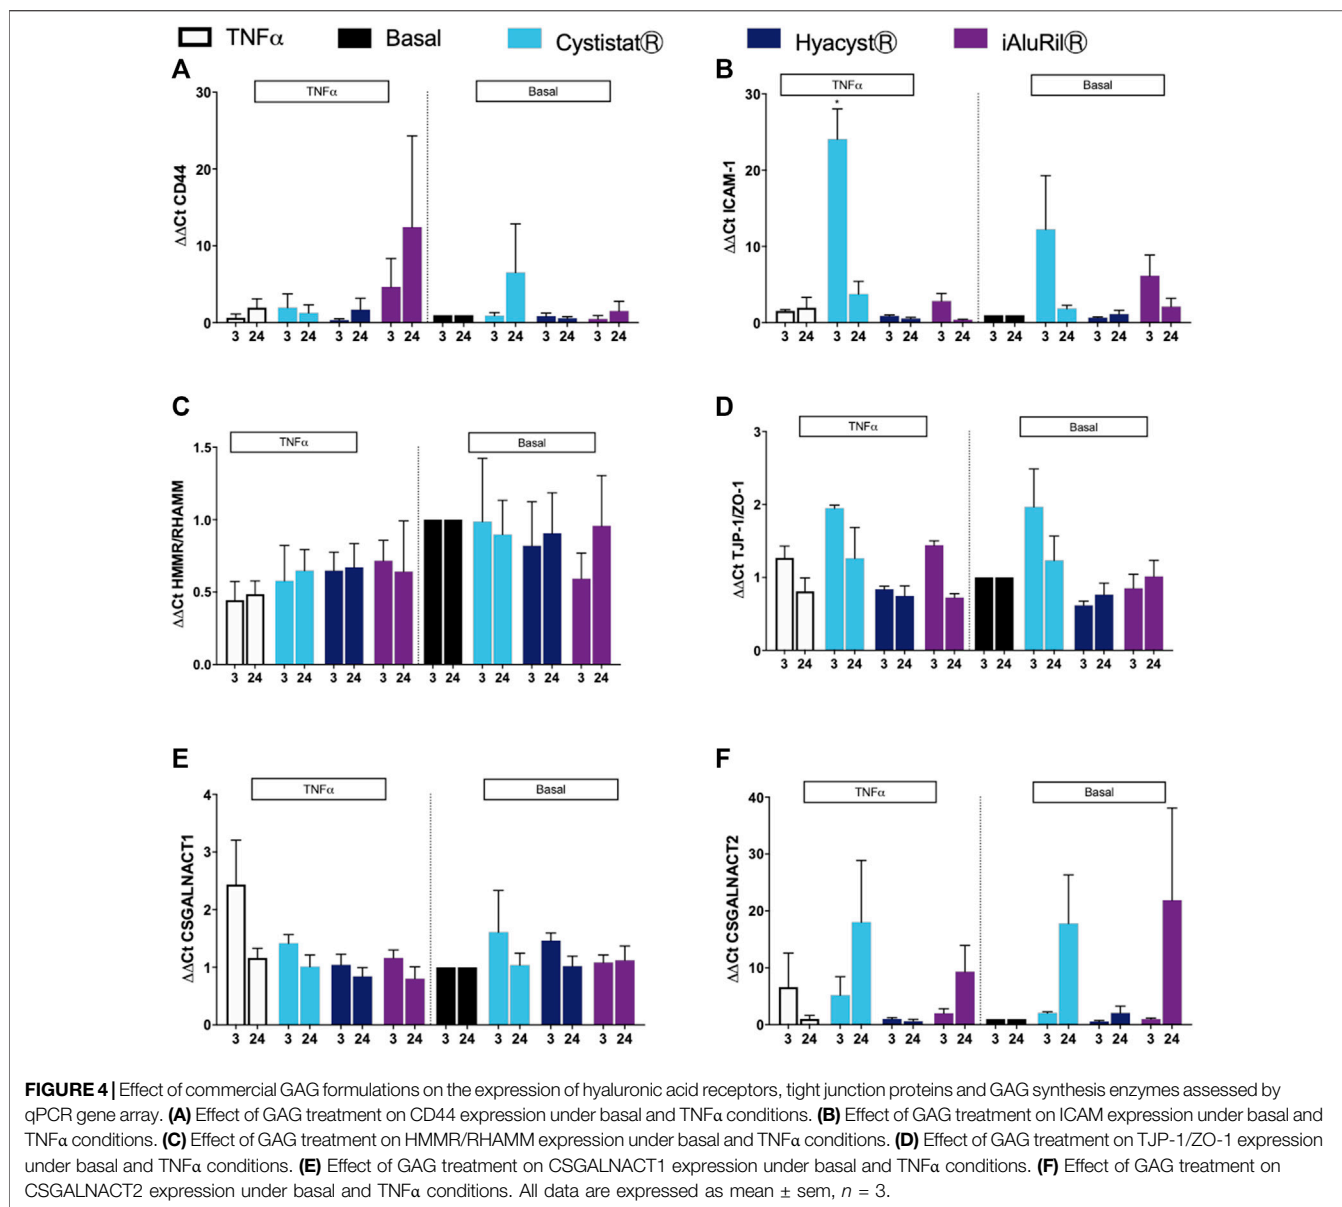 TNFα Basal Cystistat® Hyacyst® iAluRil®
A
TNFα Basal
ΔΔCt CD44
30
20
10
0
3 24 3 24 3 24 3 24 3 24 3 24 3 24 3 24
B
TNFα Basal
ΔΔCt ICAM-1
30
20
10
0
*
3 24 3 24 3 24 3 24 3 24 3 24 3 24 3 24
C
TNFα Basal
ΔΔCt HMMR/RHAMM
1.5
1.0
0.5
0.0
3 24 3 24 3 24 3 24 3 24 3 24 3 24 3 24
D
TNFα Basal
ΔΔCt TJP-1/ZO-1
3
2
1
0
3 24 3 24 3 24 3 24 3 24 3 24 3 24 3 24
E
TNFα Basal
ΔΔCt CSGALNACT1
4
3
2
1
0
3 24 3 24 3 24 3 24 3 24 3 24 3 24 3 24
F
TNFα Basal
ΔΔCt CSGALNACT2
40
30
20
10
0
3 24 3 24 3 24 3 24 3 24 3 24 3 24 3 24
FIGURE 4 | Effect of commercial GAG formulations on the expression of hyaluronic acid receptors, tight junction proteins and GAG synthesis enzymes assessed by
qPCR gene array. (A) Effect of GAG treatment on CD44 expression under basal and TNFα conditions. (B) Effect of GAG treatment on ICAM expression under basal and
TNFα conditions. (C) Effect of GAG treatment on HMMR/RHAMM expression under basal and TNFα conditions. (D) Effect of GAG treatment on TJP-1/ZO-1 expression
under basal and TNFα conditions. (E) Effect of GAG treatment on CSGALNACT1 expression under basal and TNFα conditions. (F) Effect of GAG treatment on
CSGALNACT2 expression under basal and TNFα conditions. All data are expressed as mean ± sem, n = 3.